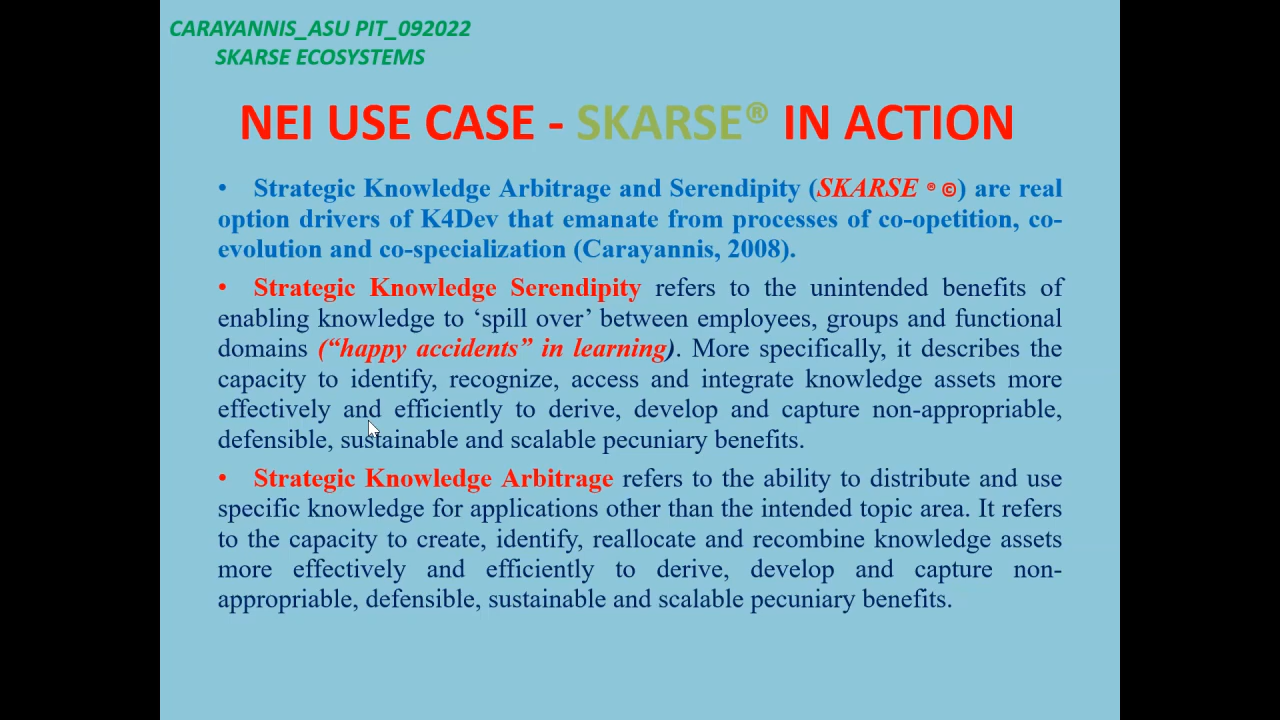 CARAYANNIS_ASU PIT_092022
SKARSE ECOSYSTEMS
NEI USE CASE - SKARSE® IN ACTION
• Strategic Knowledge Arbitrage and Serendipity (SKARSE ® ©) are real
option drivers of K4Dev that emanate from processes of co-opetition, co-
evolution and co-specialization (Carayannis, 2008).
• Strategic Knowledge Serendipity refers to the unintended benefits of
enabling knowledge to ‘spill over’ between employees, groups and functional
domains (“happy accidents” in learning). More specifically, it describes the
capacity to identify, recognize, access and integrate knowledge assets more
effectively and efficiently to derive, develop and capture non-appropriable,
defensible, sustainable and scalable pecuniary benefits.
• Strategic Knowledge Arbitrage refers to the ability to distribute and use
specific knowledge for applications other than the intended topic area. It refers
to the capacity to create, identify, reallocate and recombine knowledge assets
more effectively and efficiently to derive, develop and capture non-
appropriable, defensible, sustainable and scalable pecuniary benefits.